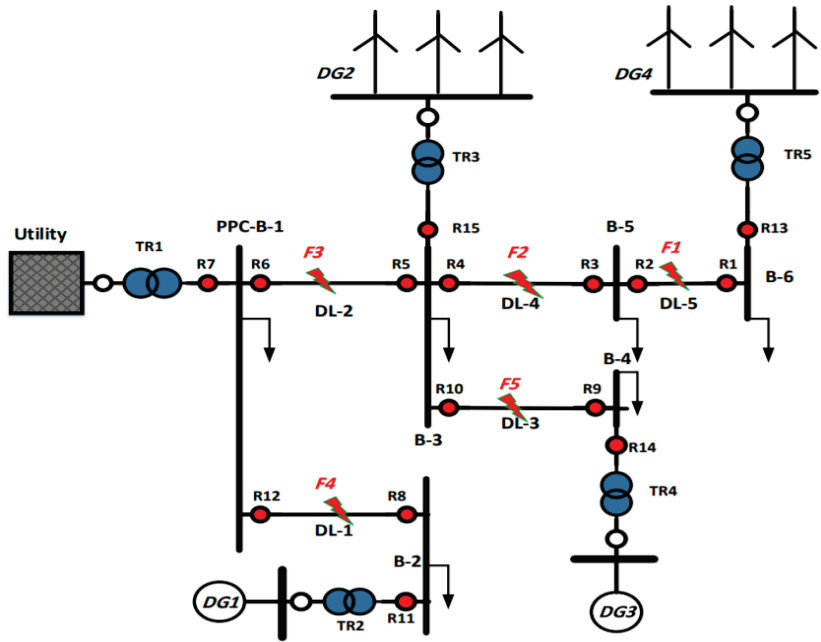 DG2
DG4
TR3
TR5
PPC-B-1
R15
B-5
R13
Utility
TR1
R7
R6
F3
R5
R4
F2
R3
R2
F1
R1
B-6
DL-2
DL-4
DL-5
B-4
R10
F5
R9
B-3
DL-3
R14
R12
F4
R8
TR4
DL-1
B-2
DG1
TR2
R11
DG3